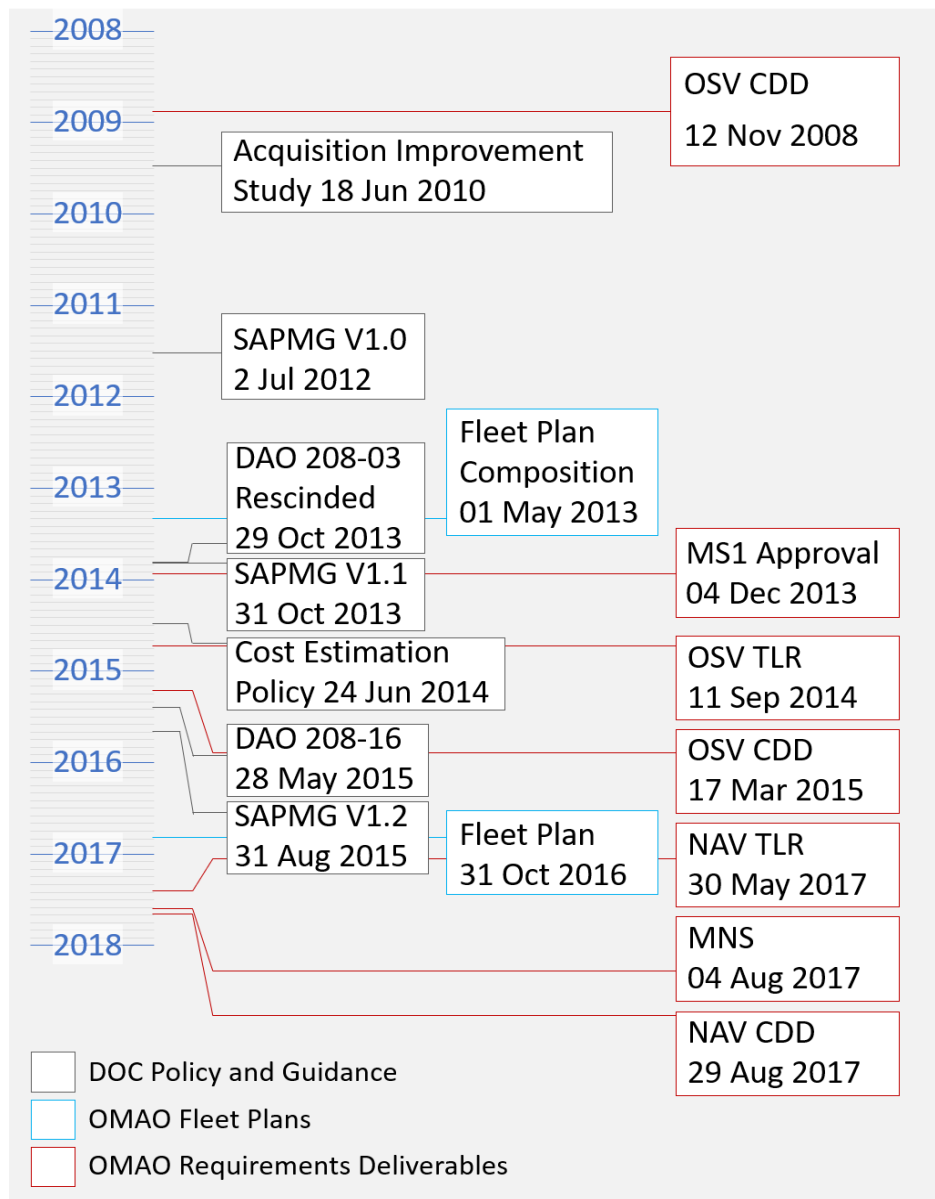 2008
2009
2010
2011
2012
2013
2014
2015
2016
2017
2018
OSV CDD
12 Nov 2008
Acquisition Improvement
Study 18 Jun 2010
SAPMG V1.0
2 Jul 2012
Fleet Plan
Composition
01 May 2013
DAO 208-03
Rescinded
29 Oct 2013
SAPMG V1.1
31 Oct 2013
MS1 Approval
04 Dec 2013
Cost Estimation
Policy 24 Jun 2014
OSV TLR
11 Sep 2014
DAO 208-16
28 May 2015
OSV CDD
17 Mar 2015
SAPMG V1.2
31 Aug 2015
Fleet Plan
31 Oct 2016
NAV TLR
30 May 2017
MNS
04 Aug 2017
NAV CDD
29 Aug 2017
DOC Policy and Guidance
OMAO Fleet Plans
OMAO Requirements Deliverables